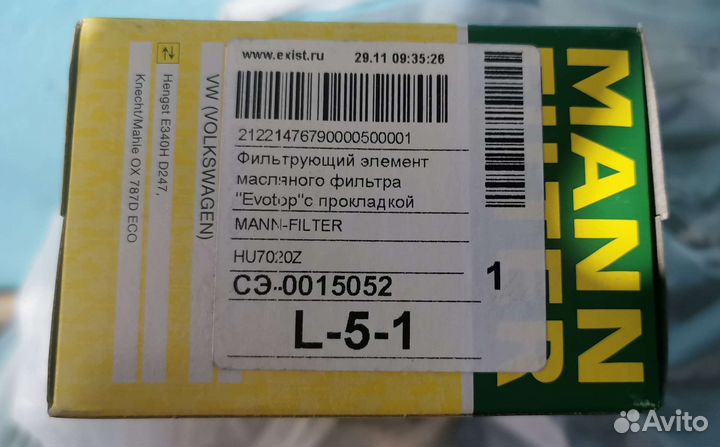 www.exist.ru 29.11 09:35:26
21221476790000500001
Фильтрующий элемент
масляного фильтра
"Evotop"с прокладкой
MANN-FILTER
HU7020Z
СЭ-0015052
1
L-5-1
VW (VOLKSWAGEN)
Hengst E340H D247,
Knecht/Mahle OX 787D ECO
MANN
FILTER
Avito